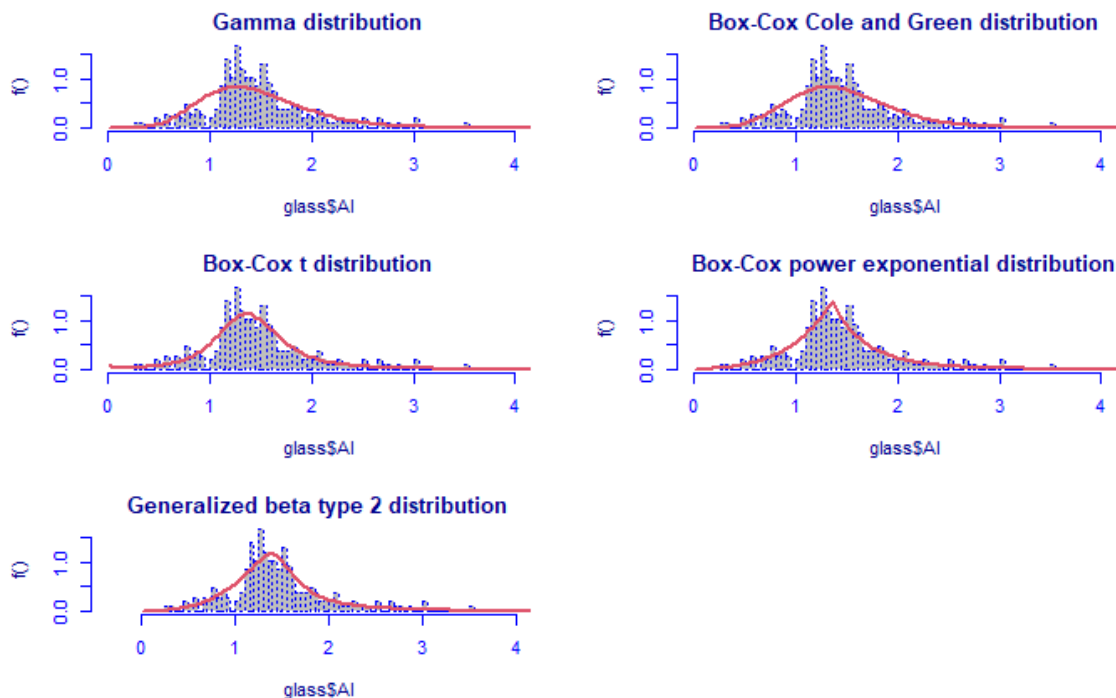 Gamma distribution
f()
0.0 1.0
0 1 2 3 4
glass$Al
Box-Cox Cole and Green distribution
f()
0.0 1.0
0 1 2 3 4
glass$Al
Box-Cox t distribution
f()
0.0 1.0
0 1 2 3 4
glass$Al
Box-Cox power exponential distribution
f()
0.0 1.0
0 1 2 3 4
glass$Al
Generalized beta type 2 distribution
f()
0.0 1.0
0 1 2 3 4
glass$Al